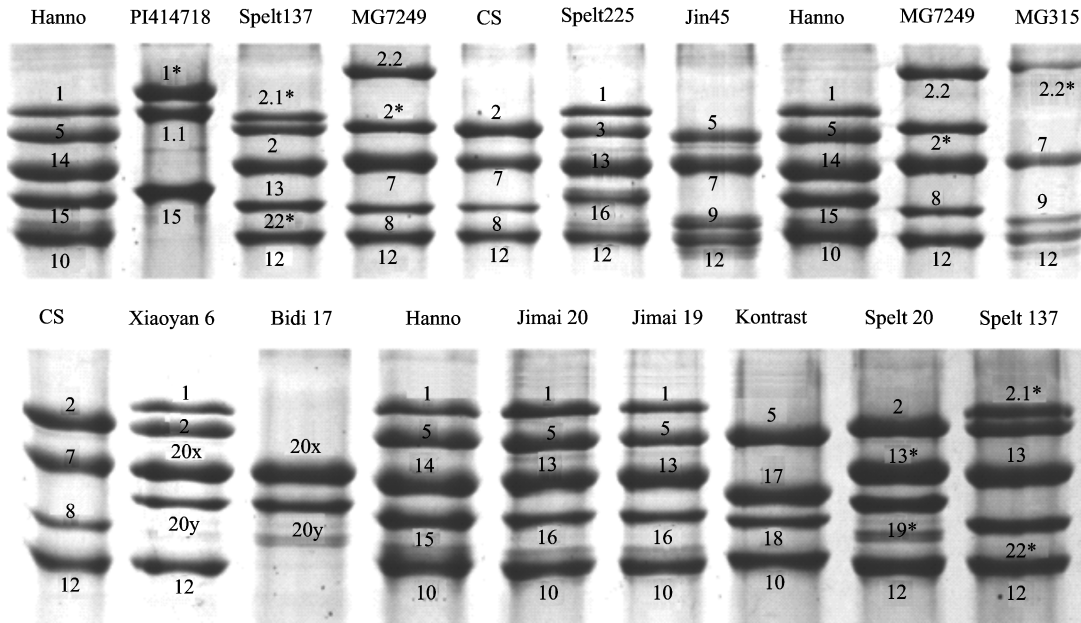 Hanno PI414718 Spelt137 MG7249 CS Spelt225 Jin45 Hanno MG7249 MG315
1 5 14 15 10
1* 1.1 15
2.1* 2 13 22* 12
2.2 2* 7 8 12
2 7 8 12
1 3 13 16 12
5 7 9 12
1 5 14 15 10
2.2 2* 8 12
2.2* 7 9 12
CS Xiaoyan 6 Bidi 17 Hanno Jimai 20 Jimai 19 Kontrast Spelt 20 Spelt 137
2 7 8 12
1 2 20x 20y 12
20x 20y
1 5 14 15 10
1 5 13 16 10
1 5 13 16 10
5 17 18 10
2 13* 19* 12
2.1* 13 22* 12